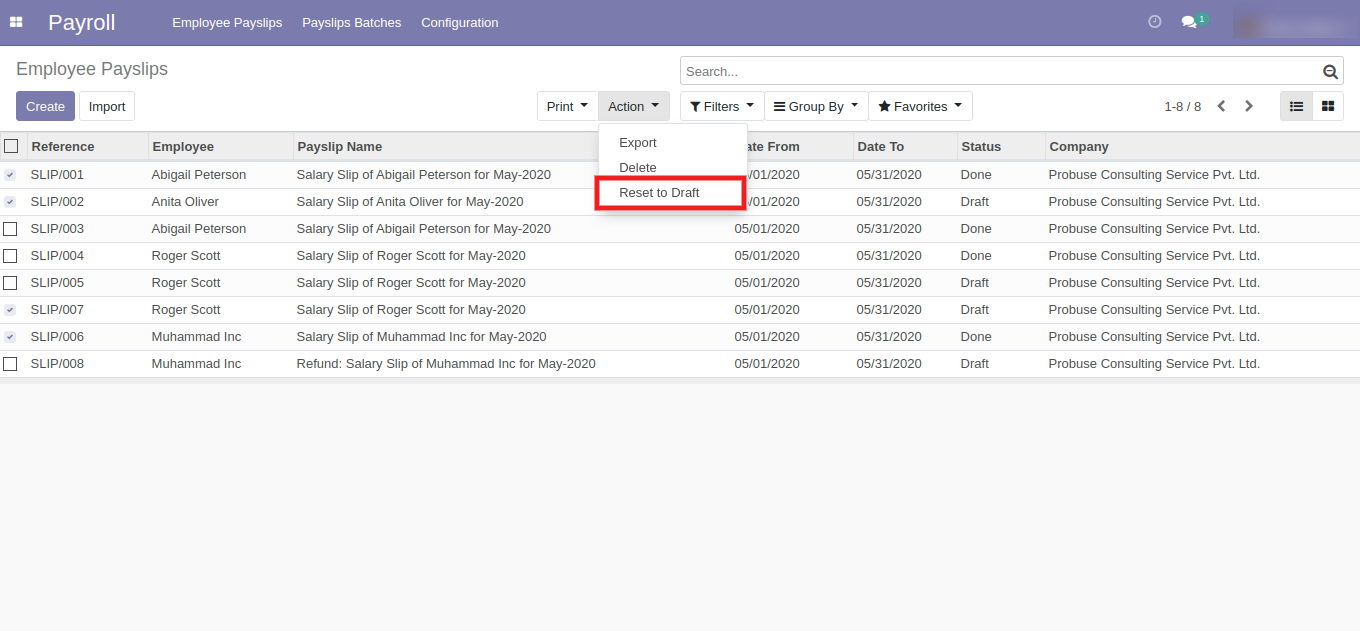 Payroll Employee Payslips Payslips Batches Configuration 1
Employee Payslips
Search...
Create Import Print Action Filters Group By Favorites 1-8 / 8
Export
Delete
Reset to Draft
Reference Employee Payslip Name ate From Date To Status Company
SLIP/001 Abigail Peterson Salary Slip of Abigail Peterson for May-2020 /01/2020 05/31/2020 Done Probuse Consulting Service Pvt. Ltd.
SLIP/002 Anita Oliver Salary Slip of Anita Oliver for May-2020 /01/2020 05/31/2020 Draft Probuse Consulting Service Pvt. Ltd.
SLIP/003 Abigail Peterson Salary Slip of Abigail Peterson for May-2020 05/01/2020 05/31/2020 Done Probuse Consulting Service Pvt. Ltd.
SLIP/004 Roger Scott Salary Slip of Roger Scott for May-2020 05/01/2020 05/31/2020 Done Probuse Consulting Service Pvt. Ltd.
SLIP/005 Roger Scott Salary Slip of Roger Scott for May-2020 05/01/2020 05/31/2020 Draft Probuse Consulting Service Pvt. Ltd.
SLIP/007 Roger Scott Salary Slip of Roger Scott for May-2020 05/01/2020 05/31/2020 Draft Probuse Consulting Service Pvt. Ltd.
SLIP/006 Muhammad Inc Salary Slip of Muhammad Inc for May-2020 05/01/2020 05/31/2020 Done Probuse Consulting Service Pvt. Ltd.
SLIP/008 Muhammad Inc Refund: Salary Slip of Muhammad Inc for May-2020 05/01/2020 05/31/2020 Draft Probuse Consulting Service Pvt. Ltd.